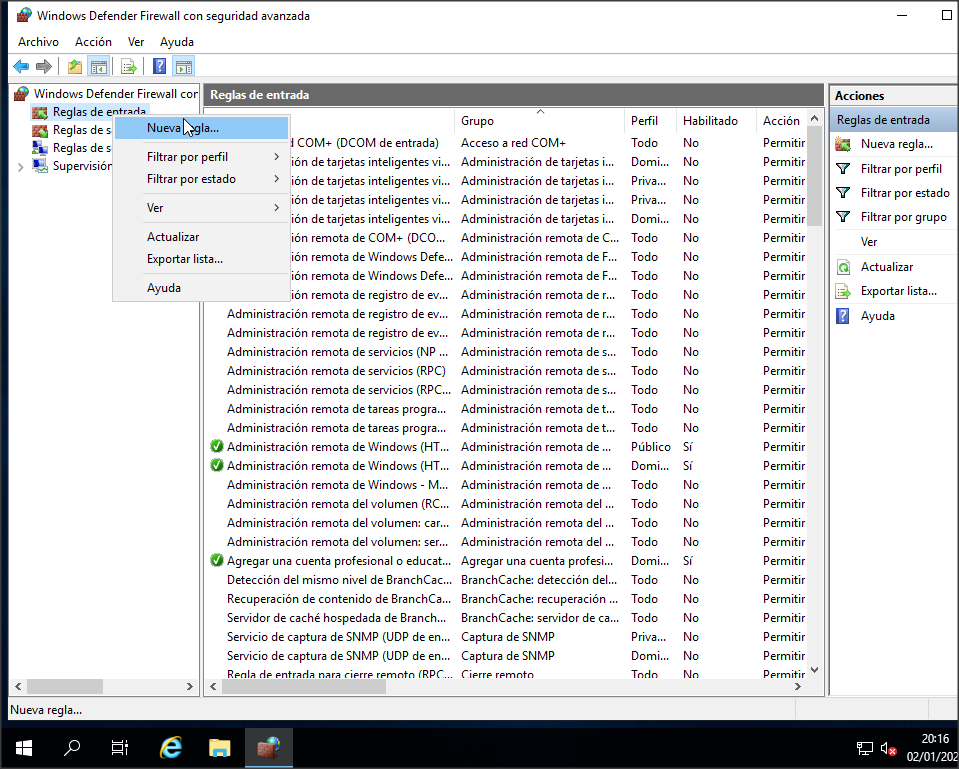 Windows Defender Firewall con seguridad avanzada
Archivo Acción Ver Ayuda
Windows Defender Firewall con
Reglas de entrada
Reglas de s
Reglas de s
Supervisión
Nueva regla...
Filtrar por perfil
Filtrar por estado
Ver
Actualizar
Exportar lista...
Ayuda
Reglas de entrada
Grupo Perfil Habilitado Acción
COM+ (DCOM de entrada) Acceso a red COM+ Todo No Permitir
ión de tarjetas inteligentes vi... Administración de tarjetas i... Domi... No Permitir
ión de tarjetas inteligentes vi... Administración de tarjetas i... Priva... No Permitir
ión de tarjetas inteligentes vi... Administración de tarjetas i... Priva... No Permitir
ión de tarjetas inteligentes vi... Administración de tarjetas i... Domi... No Permitir
ión remota de COM+ (DCO... Administración remota de C... Todo No Permitir
ión remota de Windows Defe... Administración remota de F... Todo No Permitir
ión remota de Windows Defe... Administración remota de F... Todo No Permitir
ión remota de registro de ev... Administración remota de r... Todo No Permitir
Administración remota de registro de ev... Administración remota de r... Todo No Permitir
Administración remota de registro de ev... Administración remota de r... Todo No Permitir
Administración remota de servicios (NP ... Administración remota de s... Todo No Permitir
Administración remota de servicios (RPC) Administración remota de s... Todo No Permitir
Administración remota de servicios (RPC... Administración remota de s... Todo No Permitir
Administración remota de tareas progra... Administración remota de t... Todo No Permitir
Administración remota de tareas progra... Administración remota de t... Todo No Permitir
Administración remota de Windows (HT... Administración remota de ... Público Sí Permitir
Administración remota de Windows (HT... Administración remota de ... Domi... Sí Permitir
Administración remota de Windows - M... Administración remota de ... Todo No Permitir
Administración remota del volumen (RC... Administración remota del ... Todo No Permitir
Administración remota del volumen: car... Administración remota del ... Todo No Permitir
Administración remota del volumen: ser... Administración remota del ... Todo No Permitir
Agregar una cuenta profesional o educat... Agregar una cuenta profesi... Domi... Sí Permitir
Detección del mismo nivel de BranchCac... BranchCache: detección del... Todo No Permitir
Recuperación de contenido de BranchCa... BranchCache: recuperación ... Todo No Permitir
Servidor de caché hospedada de Branch... BranchCache: servidor de ca... Todo No Permitir
Servicio de captura de SNMP (UDP de en... Captura de SNMP Priva... No Permitir
Servicio de captura de SNMP (UDP de en... Captura de SNMP Domi... No Permitir
Regla de entrada para cierre remoto (RPC... Cierre remoto Todo No Permitir
Acciones
Reglas de entrada
Nueva regla...
Filtrar por perfil
Filtrar por estado
Filtrar por grupo
Ver
Actualizar
Exportar lista...
Ayuda
Nueva regla...
20:16
02/01/202